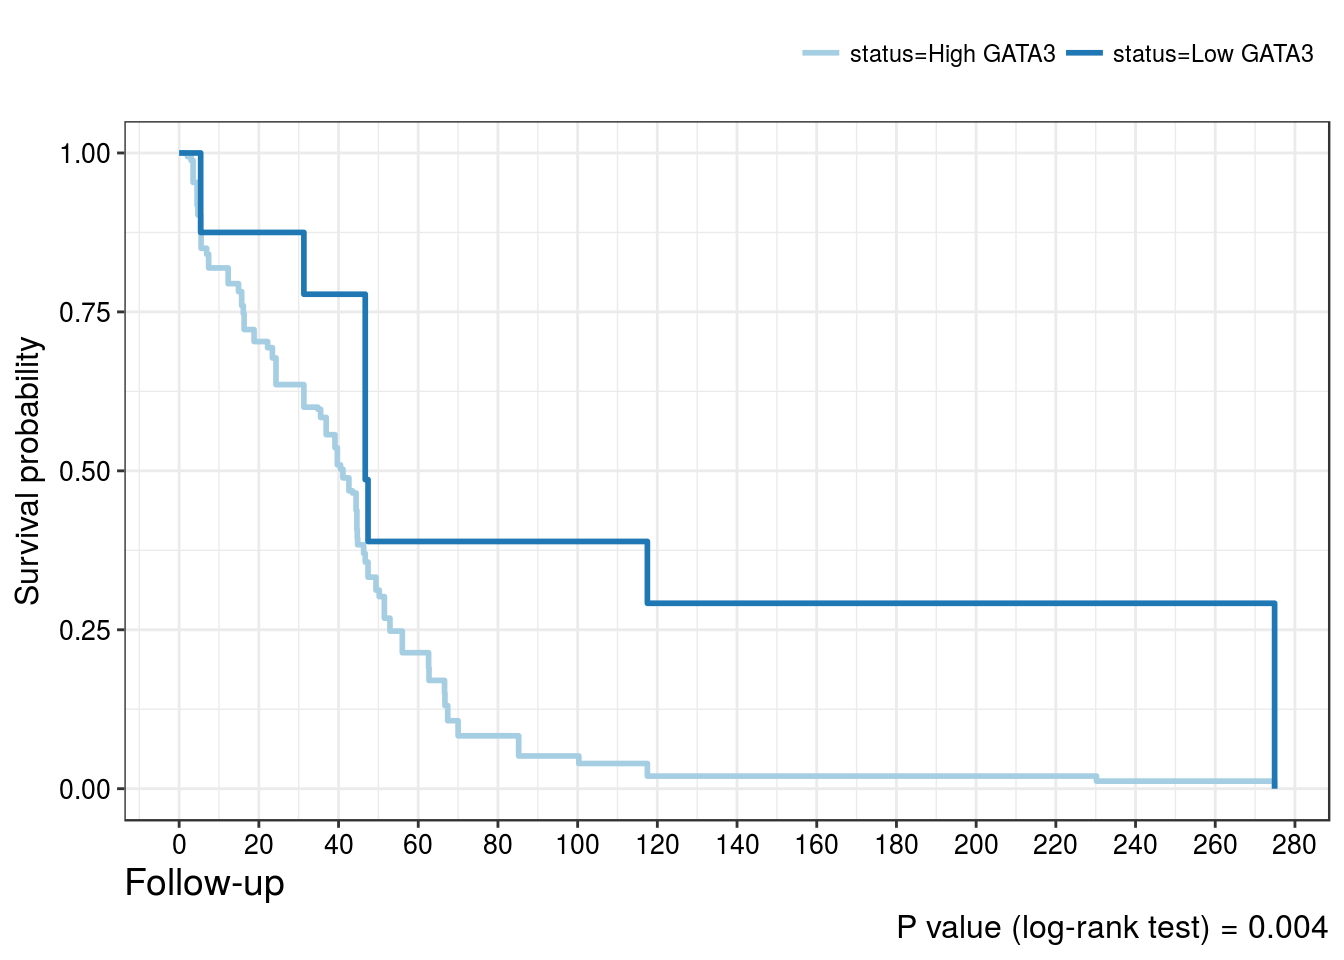 status=High GATA3 status=Low GATA3
Survival probability
1.00
0.75
0.50
0.25
0.00
0 20 40 60 80 100 120 140 160 180 200 220 240 260 280
Follow-up
P value (log-rank test) = 0.004